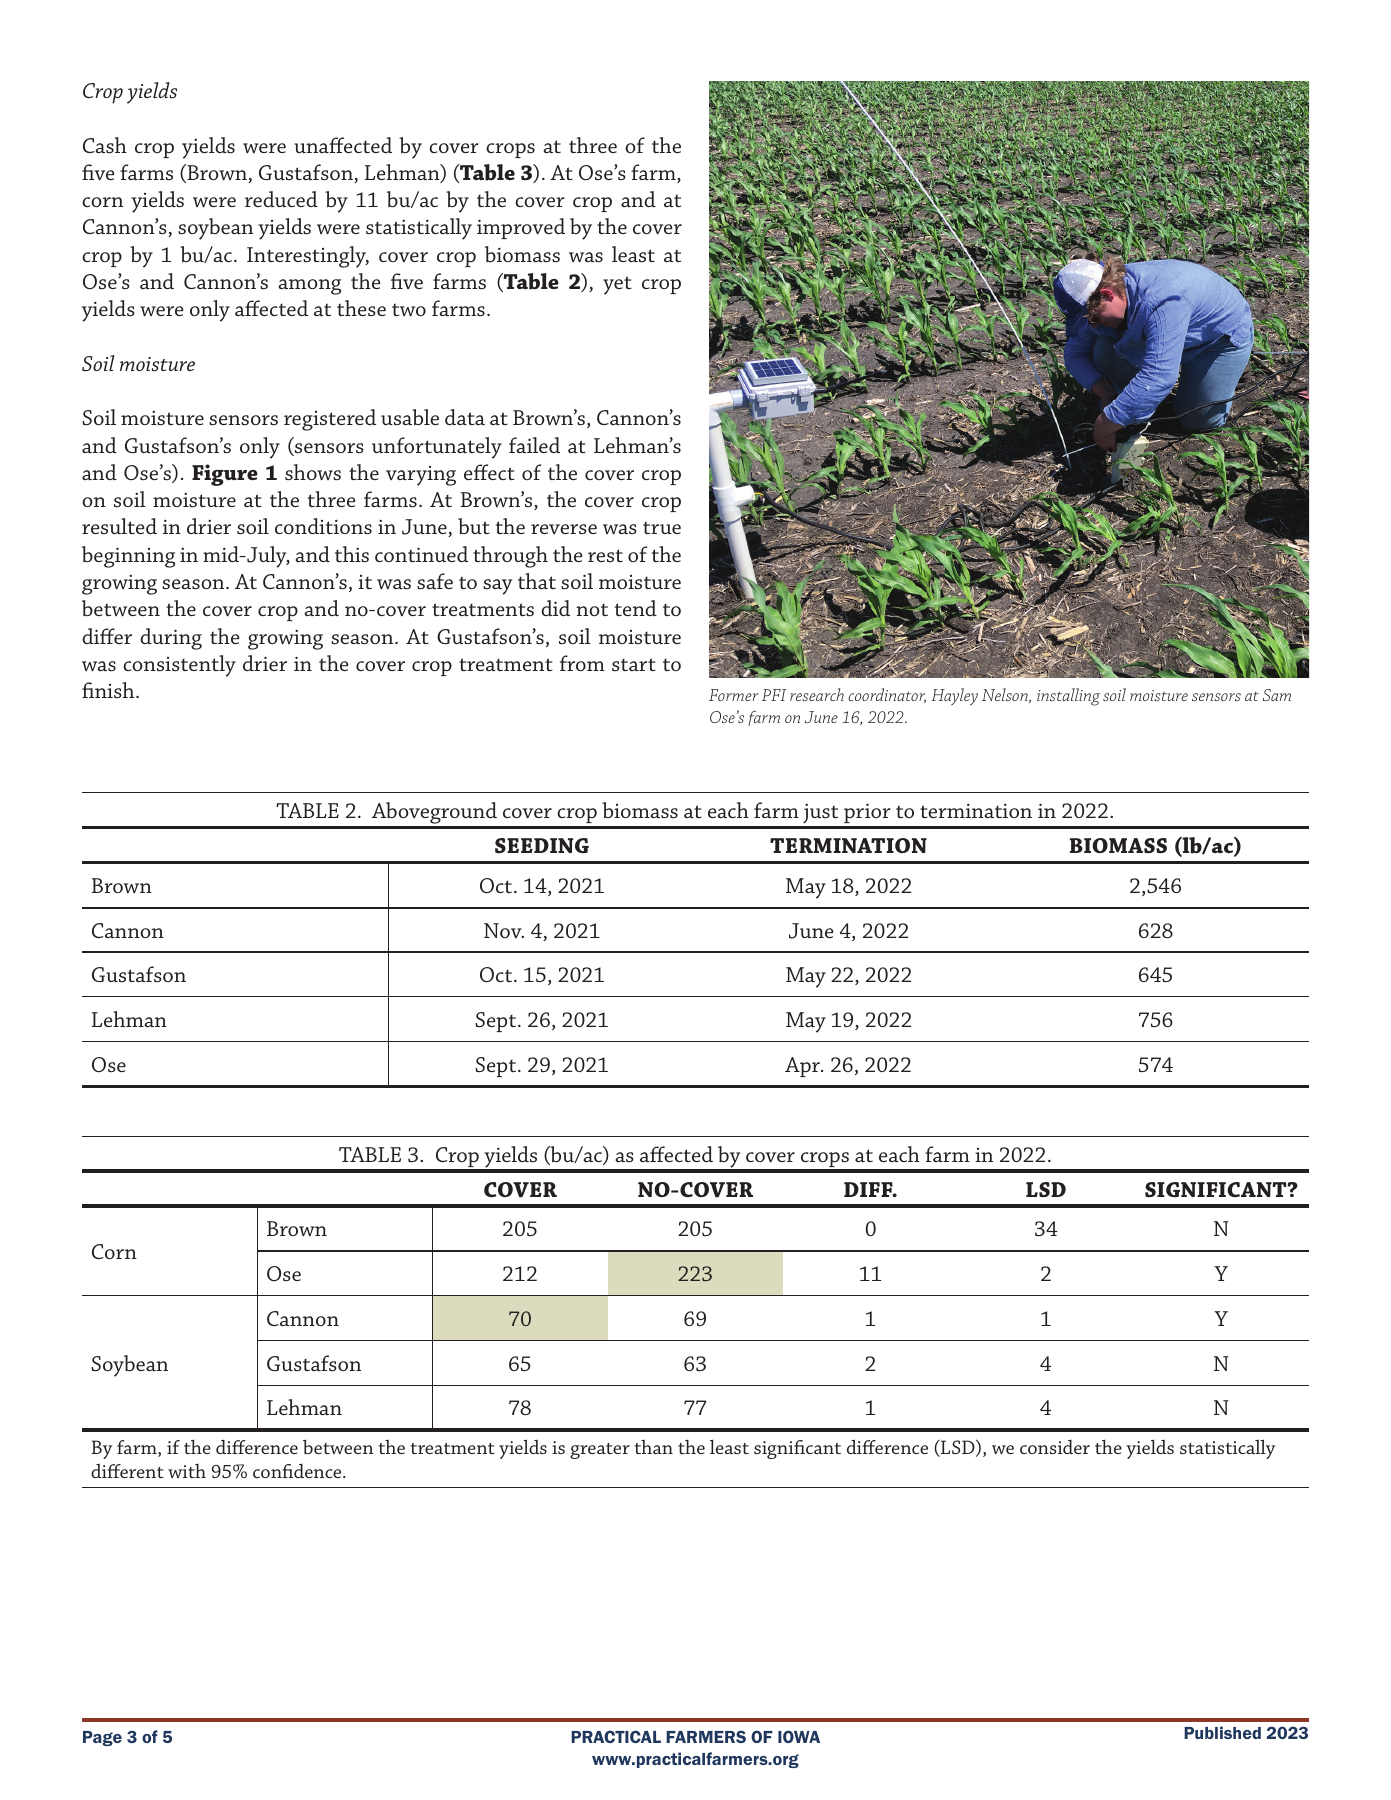 Crop yields
Cash crop yields were unaffected by cover crops at three of the
five farms (Brown, Gustafson, Lehman) (Table 3). At Ose's farm,
corn yields were reduced by 11 bu/ac by the cover crop and at
Cannon's, soybean yields were statistically improved by the cover
crop by 1 bu/ac. Interestingly, cover crop biomass was least at
Ose's and Cannon's among the five farms (Table 2), yet crop
yields were only affected at these two farms.
Soil moisture
Soil moisture sensors registered usable data at Brown's, Cannon's
and Gustafson's only (sensors unfortunately failed at Lehman's
and Ose's). Figure 1 shows the varying effect of the cover crop
on soil moisture at the three farms. At Brown's, the cover crop
resulted in drier soil conditions in June, but the reverse was true
beginning in mid-July, and this continued through the rest of the
growing season. At Cannon's, it was safe to say that soil moisture
between the cover crop and no-cover treatments did not tend to
differ during the growing season. At Gustafson's, soil moisture
was consistently drier in the cover crop treatment from start to
finish.
Former PFI research coordinator, Hayley Nelson, installing soil moisture sensors at Sam
Ose's farm on June 16, 2022.
TABLE 2. Aboveground cover crop biomass at each farm just prior to termination in 2022.
SEEDING TERMINATION BIOMASS (lb/ac)
Brown Oct. 14, 2021 May 18, 2022 2,546
Cannon Nov. 4, 2021 June 4, 2022 628
Gustafson Oct. 15, 2021 May 22, 2022 645
Lehman Sept. 26, 2021 May 19, 2022 756
Ose Sept. 29, 2021 Apr. 26, 2022 574
TABLE 3. Crop yields (bu/ac) as affected by cover crops at each farm in 2022.
COVER NO-COVER DIFF. LSD SIGNIFICANT?
Corn
Brown 205 205 0 34 N
Ose 212 223 11 2 Y
Soybean
Cannon 70 69 1 1 Y
Gustafson 65 63 2 4 N
Lehman 78 77 1 4 N
By farm, if the difference between the treatment yields is greater than the least significant difference (LSD), we consider the yields statistically
different with 95% confidence.
Page 3 of 5 PRACTICAL FARMERS OF IOWA Published 2023
www.practicalfarmers.org